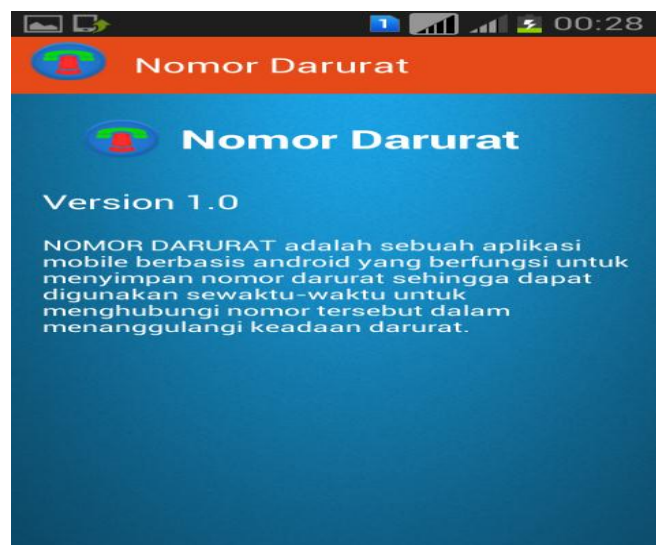 1 00:28
Nomor Darurat
Nomor Darurat
Version 1.0
NOMOR DARURAT adalah sebuah aplikasi
mobile berbasis android yang berfungsi untuk
menyimpan nomor darurat sehingga dapat
digunakan sewaktu-waktu untuk
menghubungi nomor tersebut dalam
menanggulangi keadaan darurat.